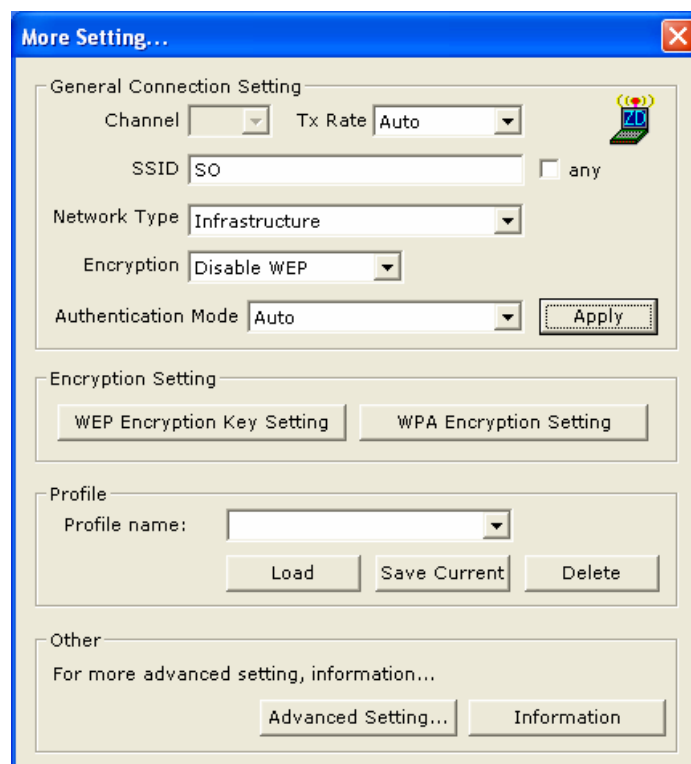 More Setting...
General Connection Setting
Channel Tx Rate Auto
ZD
SSID SO any
Network Type Infrastructure
Encryption Disable WEP
Authentication Mode Auto Apply
Encryption Setting
WEP Encryption Key Setting WPA Encryption Setting
Profile
Profile name:
Load Save Current Delete
Other
For more advanced setting, information...
Advanced Setting... Information